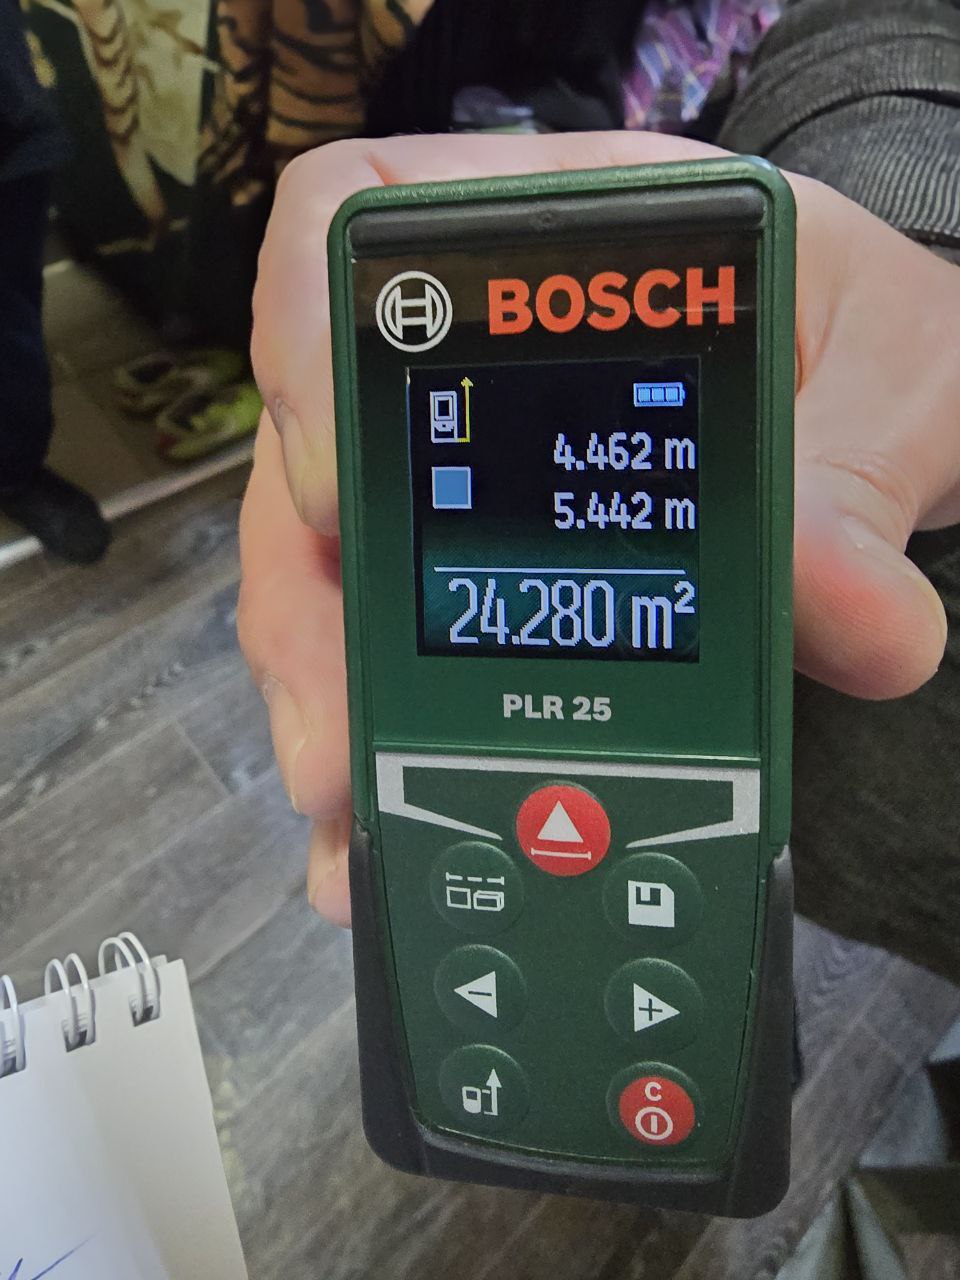 BOSCH
4.462 m
5.442 m
24.280 m²
PLR 25
−
+
C